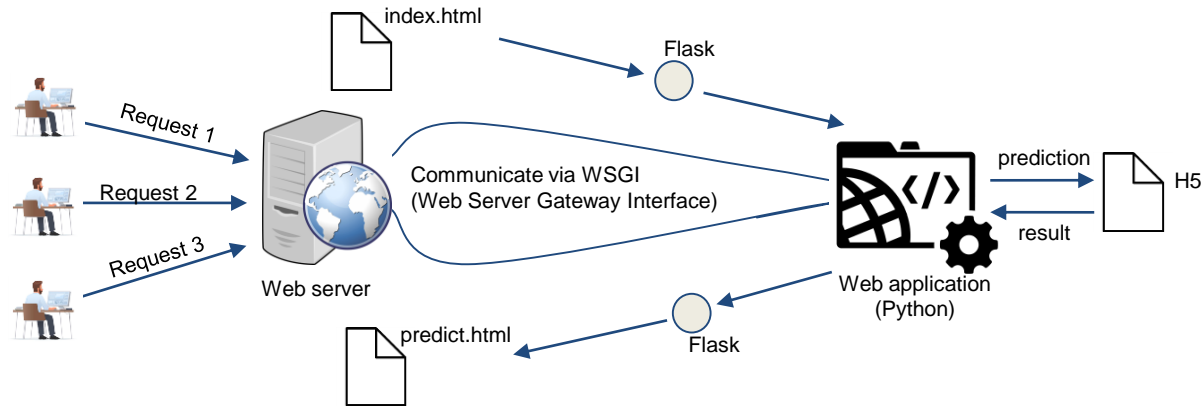 index.html
Flask
Request 1
Request 2
Request 3
Communicate via WSGI
(Web Server Gateway Interface)
prediction
H5
result
Web server
Web application
(Python)
predict.html
Flask